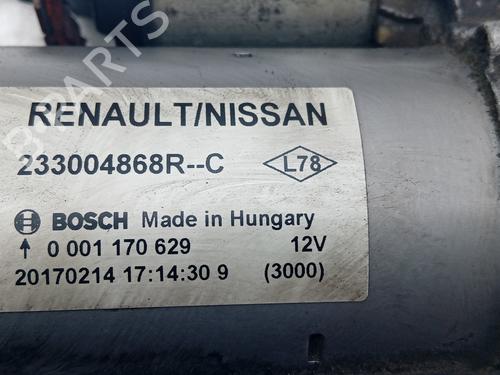 RENAULT/NISSAN
233004868R--C L78
BOSCH Made in Hungary
↑ 0 001 170 629 12V
20170214 17:14:30 9 (3000)